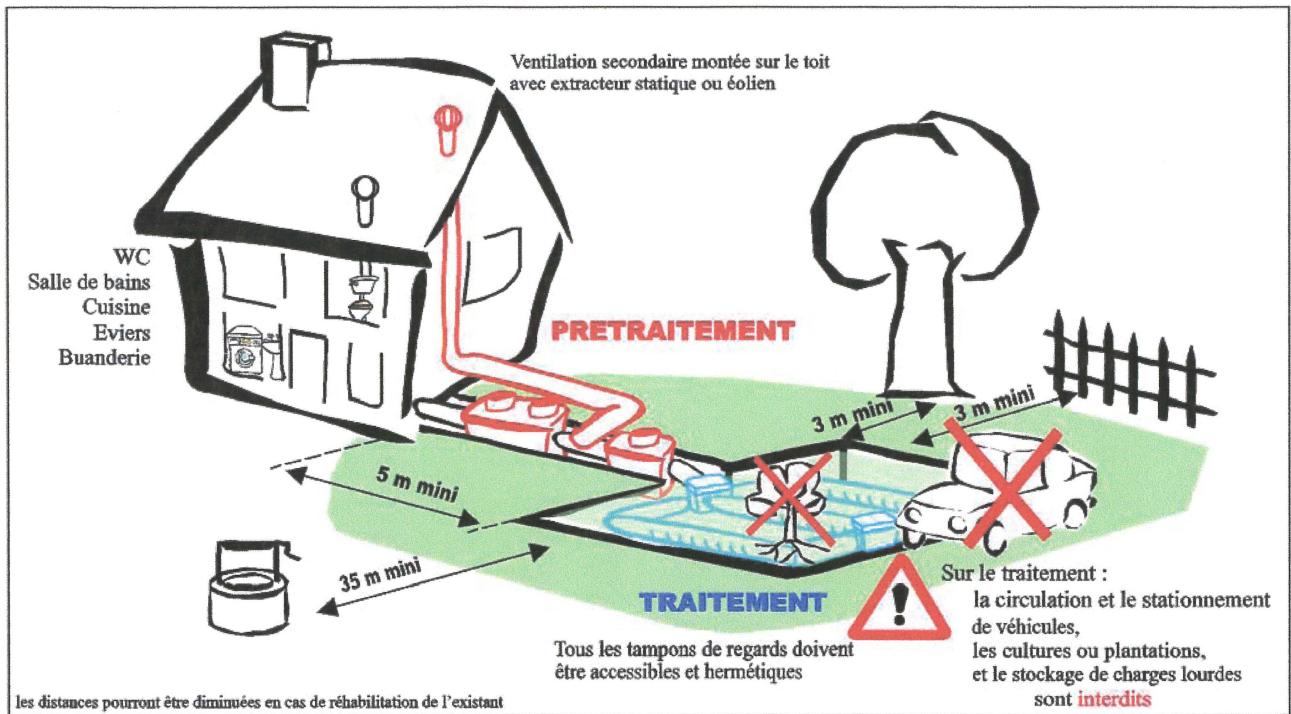 Ventilation secondaire montée sur le toit
avec extracteur statique ou éolien
WC
Salle de bains
Cuisine
Eviers
Buanderie
PRETRAITEMENT
3 m mini
3 m mini
5 m mini
35 m mini
TRAITEMENT
Tous les tampons de regards doivent
être accessibles et hermétiques
Sur le traitement :
la circulation et le stationnement
de véhicules,
les cultures ou plantations,
et le stockage de charges lourdes
sont interdits
les distances pourront être diminuées en cas de réhabilitation de l'existant